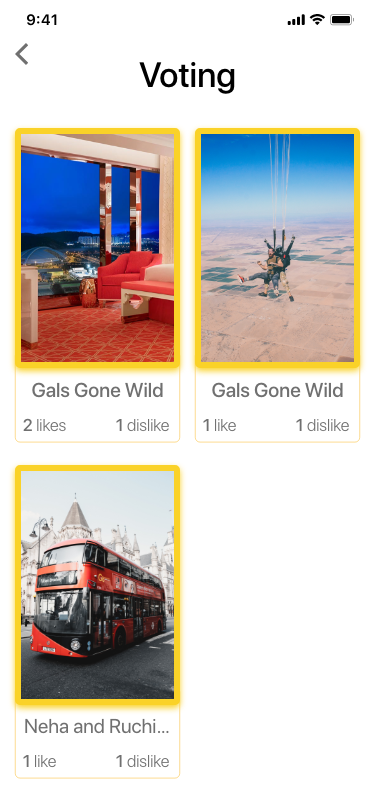 9:41
Voting
Gals Gone Wild
2 likes 1 dislike
Gals Gone Wild
1 like 1 dislike
Neha and Ruchi...
1 like 1 dislike